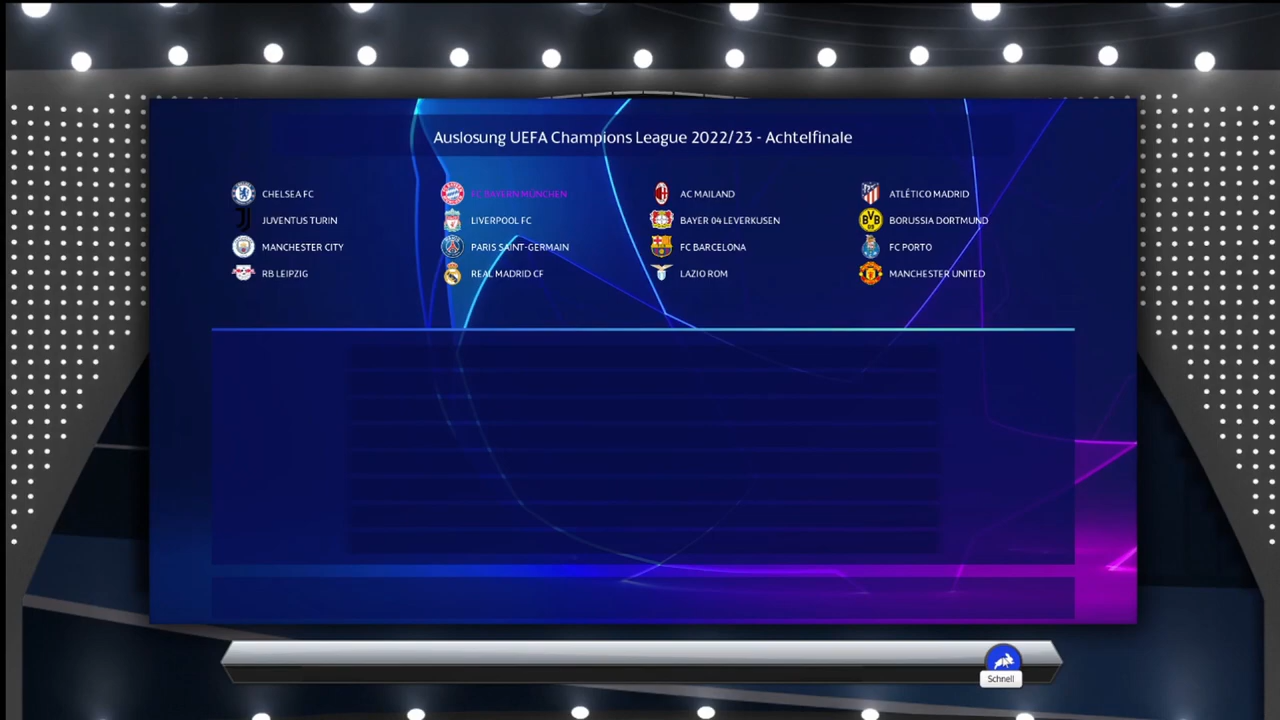 Auslosung UEFA Champions League 2022/23 - Achtelfinale
CHELSEA FC
JUVENTUS TURIN
MANCHESTER CITY
RB LEIPZIG
FC BAYERN MÜNCHEN
LIVERPOOL FC
PARIS SAINT-GERMAIN
REAL MADRID CF
AC MAILAND
BAYER 04 LEVERKUSEN
FC BARCELONA
LAZIO ROM
ATLÉTICO MADRID
BORUSSIA DORTMUND
FC PORTO
MANCHESTER UNITED
BVB
09
Schnell